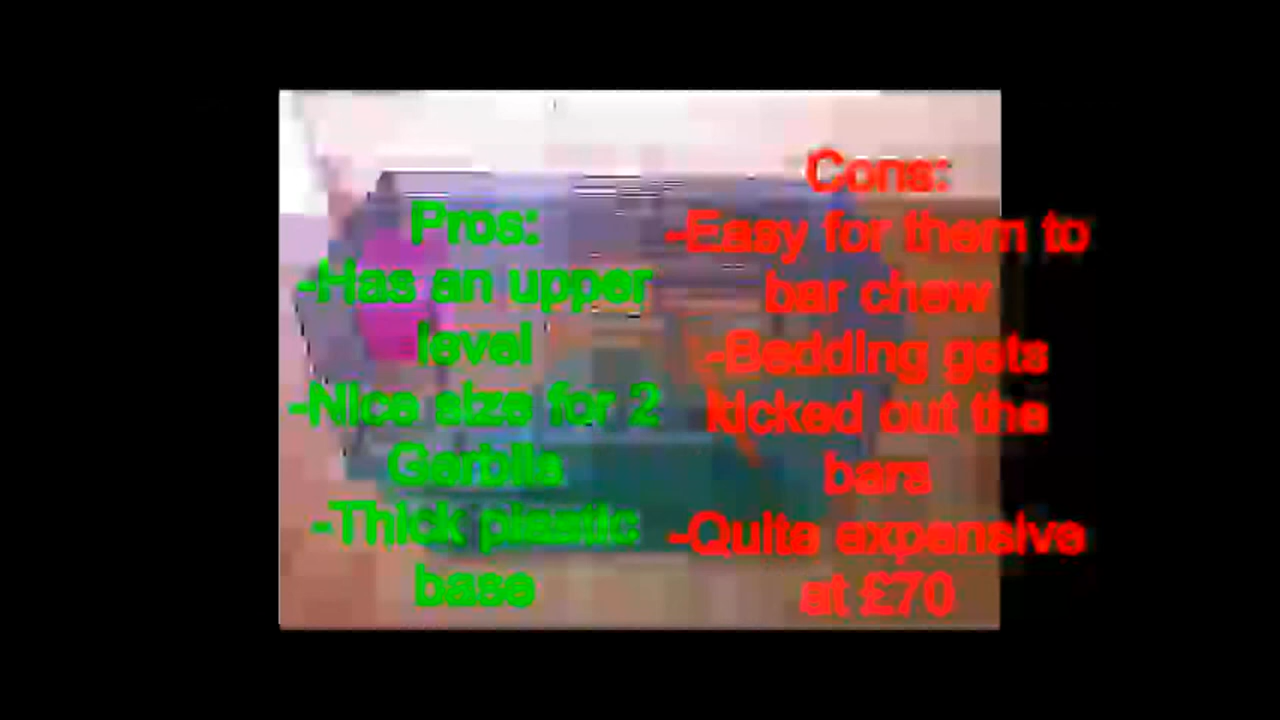 Pros:
-Has an upper
level
-Nice size for 2
Gerbils
-Thick plastic
base
Cons:
-Easy for them to
bar chew
-Bedding gets
kicked out the
bars
-Quite expensive
at £70